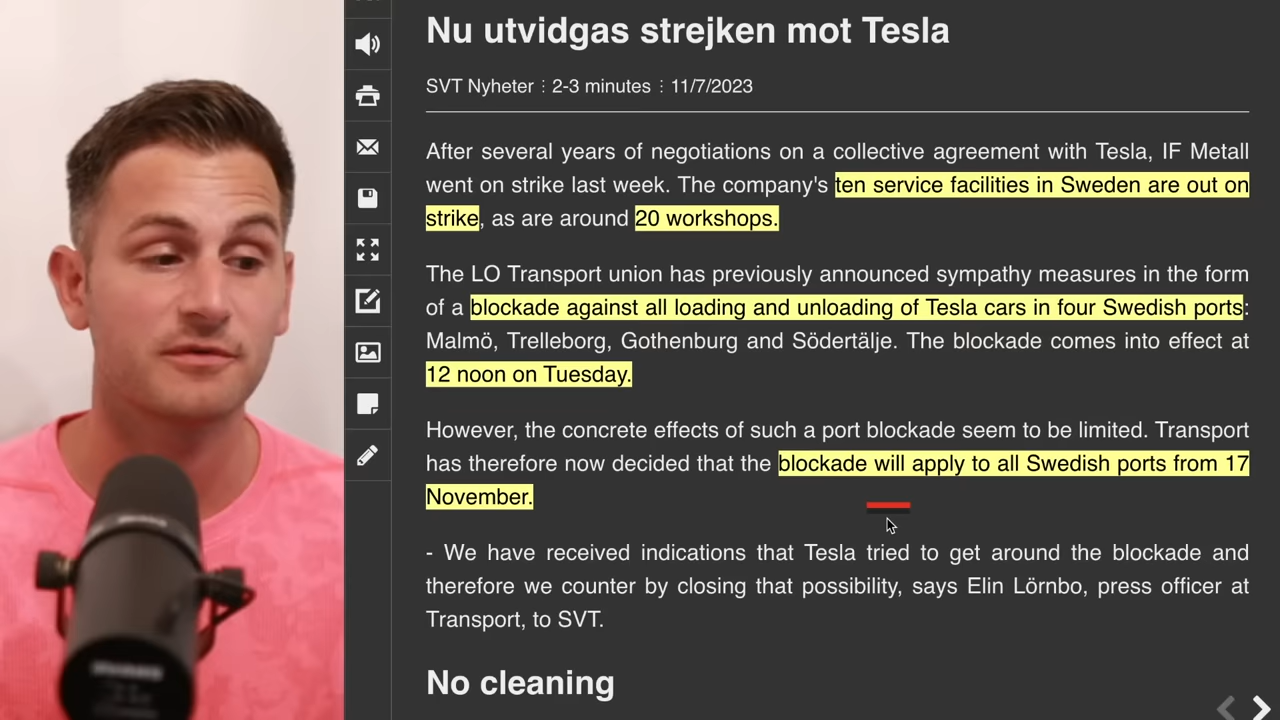 Nu utvidgas strejken mot Tesla
SVT Nyheter ⋮ 2-3 minutes ⋮ 11/7/2023
After several years of negotiations on a collective agreement with Tesla, IF Metall
went on strike last week. The company's ten service facilities in Sweden are out on
strike, as are around 20 workshops.
The LO Transport union has previously announced sympathy measures in the form
of a blockade against all loading and unloading of Tesla cars in four Swedish ports:
Malmö, Trelleborg, Gothenburg and Södertälje. The blockade comes into effect at
12 noon on Tuesday.
However, the concrete effects of such a port blockade seem to be limited. Transport
has therefore now decided that the blockade will apply to all Swedish ports from 17
November.
- We have received indications that Tesla tried to get around the blockade and
therefore we counter by closing that possibility, says Elin Lörnbo, press officer at
Transport, to SVT.
No cleaning